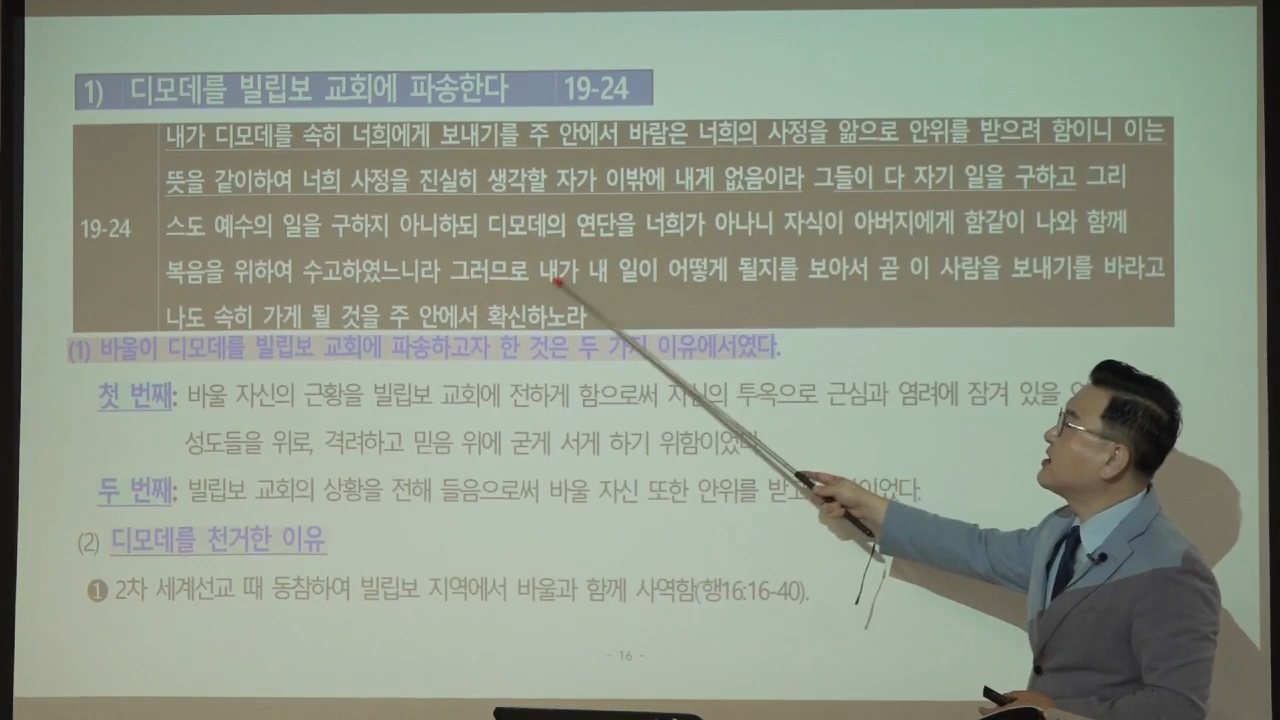 1) 디모데를 빌립보 교회에 파송한다 19-24
내가 디모데를 속히 너희에게 보내기를 주 안에서 바람은 너희의 사정을 앎으로 안위를 받으려 함이니 이는
뜻을 같이하여 너희 사정을 진실히 생각할 자가 이밖에 내게 없음이라 그들이 다 자기 일을 구하고 그리
19-24 스도 예수의 일을 구하지 아니하되 디모데의 연단을 너희가 아나니 자식이 아버지에게 함같이 나와 함께
복음을 위하여 수고하였느니라 그러므로 내가 내 일이 어떻게 될지를 보아서 곧 이 사람을 보내기를 바라고
나도 속히 가게 될 것을 주 안에서 확신하노라
(1) 바울이 디모데를 빌립보 교회에 파송하고자 한 것은 두 가지 이유에서였다.
첫 번째: 바울 자신의 근황을 빌립보 교회에 전하게 함으로써 자신의 투옥으로 근심과 염려에 잠겨 있을
성도들을 위로, 격려하고 믿음 위에 굳게 서게 하기 위함이었다.
두 번째: 빌립보 교회의 상황을 전해 들음으로써 바울 자신 또한 안위를
(2) 디모데를 천거한 이유
❶ 2차 세계선교 때 동참하여 빌립보 지역에서 바울과 함께 사역함(행16:16-40).
- 16 -